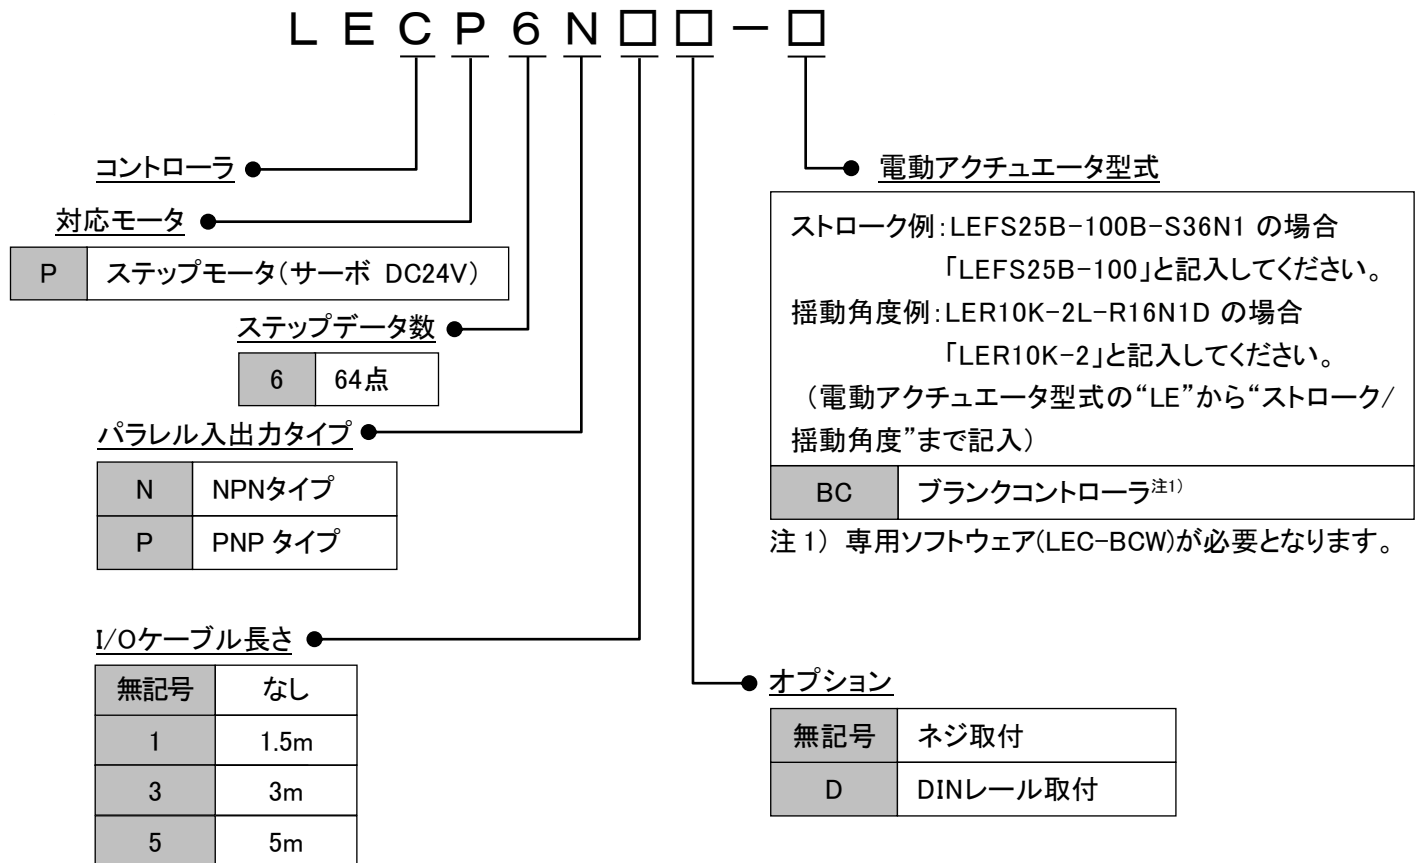 LECP6N□□－□
コントローラ
対応モータ
P ステップモータ(サーボ DC24V)
ステップデータ数
6 64点
パラレル入出力タイプ
N NPNタイプ
P PNP タイプ
I/Oケーブル長さ
無記号 なし
1 1.5m
3 3m
5 5m
電動アクチュエータ型式
ストローク例:LEFS25B-100B-S36N1 の場合
「LEFS25B-100」と記入してください。
揺動角度例:LER10K-2L-R16N1D の場合
「LER10K-2」と記入してください。
(電動アクチュエータ型式の“LE”から“ストローク/
揺動角度”まで記入)
BC ブランクコントローラ注1)
注 1) 専用ソフトウェア(LEC-BCW)が必要となります。
オプション
無記号 ネジ取付
D DINレール取付